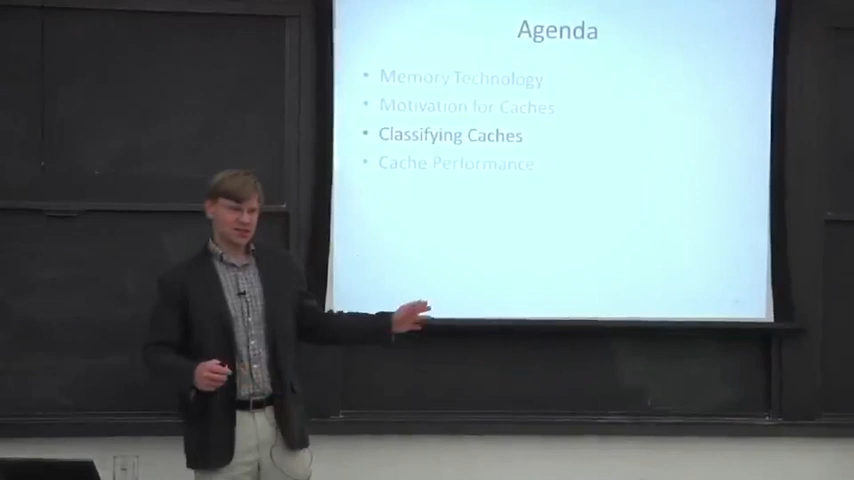 Agenda
• Memory Technology
• Motivation for Caches
• Classifying Caches
• Cache Performance